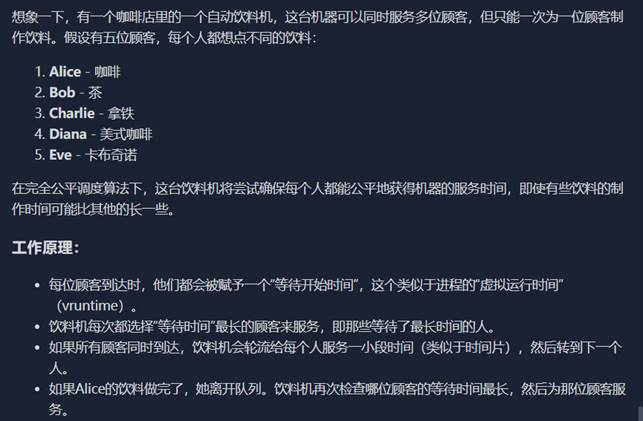 想象一下，有一个咖啡店里的一个自动饮料机，这台机器可以同时服务多位顾客，但只能一次为一位顾客制
作饮料。假设有五位顾客，每个人都想点不同的饮料：
1. Alice - 咖啡
2. Bob - 茶
3. Charlie - 拿铁
4. Diana - 美式咖啡
5. Eve - 卡布奇诺
在完全公平调度算法下，这台饮料机将尝试确保每个人都能公平地获得机器的服务时间，即使有些饮料的制
作时间可能比其他的长一些。
工作原理：
• 每位顾客到达时，他们都会被赋予一个“等待开始时间”，这个类似于进程的“虚拟运行时间”
（vruntime）。
• 饮料机每次都选择“等待时间”最长的顾客来服务，即那些等待了最长时间的人。
• 如果所有顾客同时到达，饮料机会轮流给每个人服务一小段时间（类似于时间片），然后转到下一个
人。
• 如果Alice的饮料做完了，她离开队列。饮料机再次检查哪位顾客的等待时间最长，然后为那位顾客服
务。